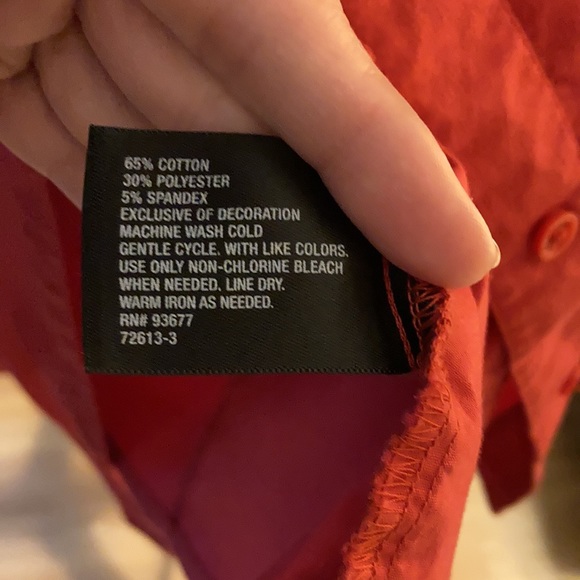 65% COTTON
30% POLYESTER
5% SPANDEX
EXCLUSIVE OF DECORATION
MACHINE WASH COLD
GENTLE CYCLE. WITH LIKE COLORS.
USE ONLY NON-CHLORINE BLEACH
WHEN NEEDED. LINE DRY.
WARM IRON AS NEEDED.
RN# 93677
72613-3